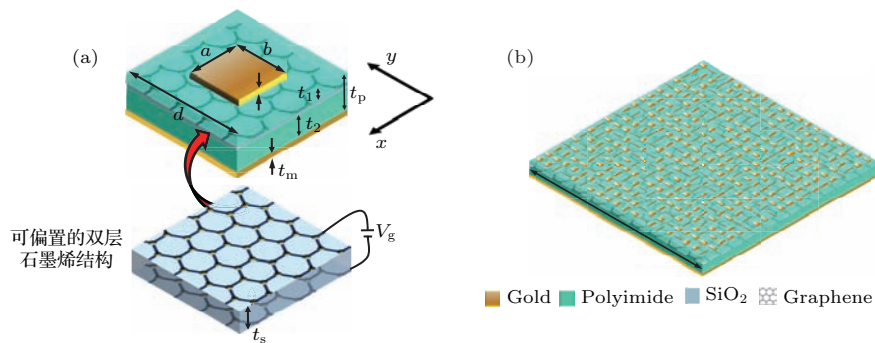 (a)
a
b
y
t₁
tₚ
d
t₂
x
tₘ
可偏置的双层
石墨烯结构
V_g
tₛ
(b)
Gold Polyimide SiO₂ Graphene